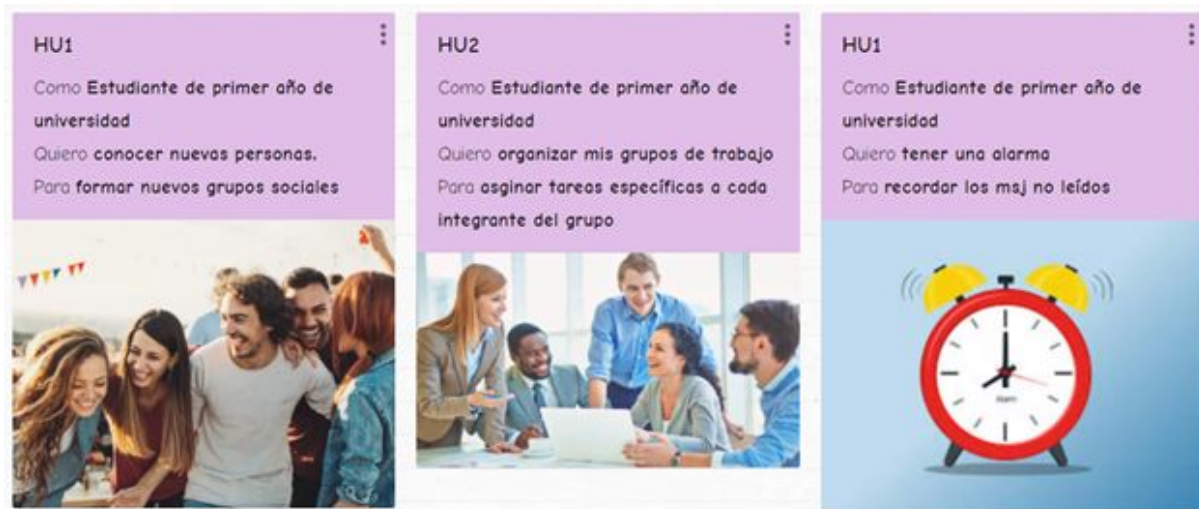 HU1
Como Estudiante de primer año de
universidad
Quiero conocer nuevas personas.
Para formar nuevos grupos sociales
HU2
Como Estudiante de primer año de
universidad
Quiero organizar mis grupos de trabajo
Para asginar tareas específicas a cada
integrante del grupo
HU1
Como Estudiante de primer año de
universidad
Quiero tener una alarma
Para recordar los msj no leídos